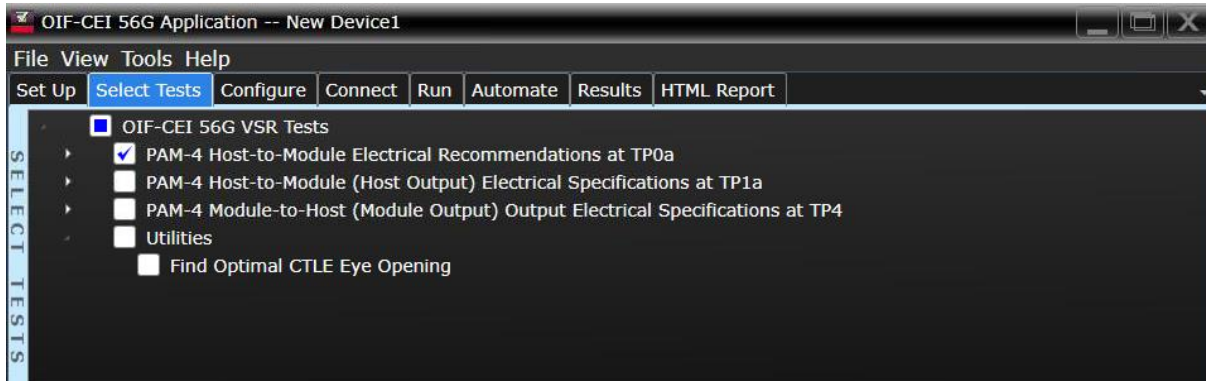 OIF-CEI 56G Application -- New Device1
File View Tools Help
Set Up Select Tests Configure Connect Run Automate Results HTML Report
SELECT TESTS
OIF-CEI 56G VSR Tests
PAM-4 Host-to-Module Electrical Recommendations at TP0a
PAM-4 Host-to-Module (Host Output) Electrical Specifications at TP1a
PAM-4 Module-to-Host (Module Output) Output Electrical Specifications at TP4
Utilities
Find Optimal CTLE Eye Opening